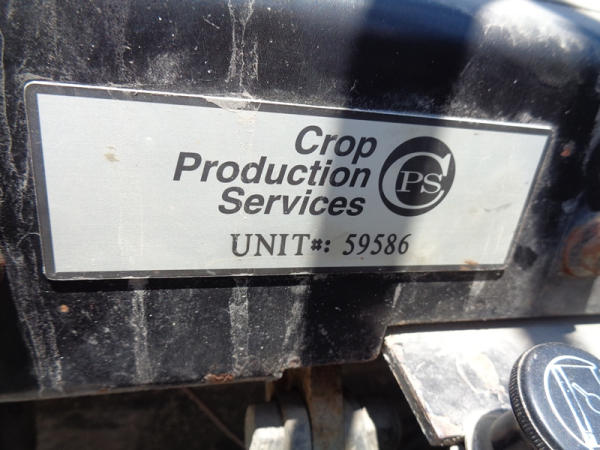 Crop
Production
Services
CPS
UNIT#: 59586